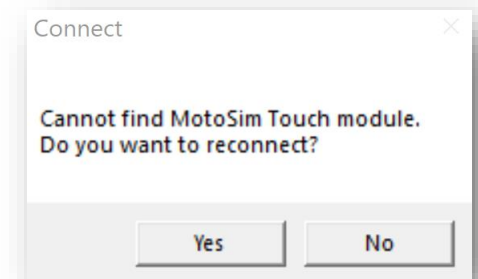 Connect
Cannot find MotoSim Touch module.
Do you want to reconnect?
Yes
No